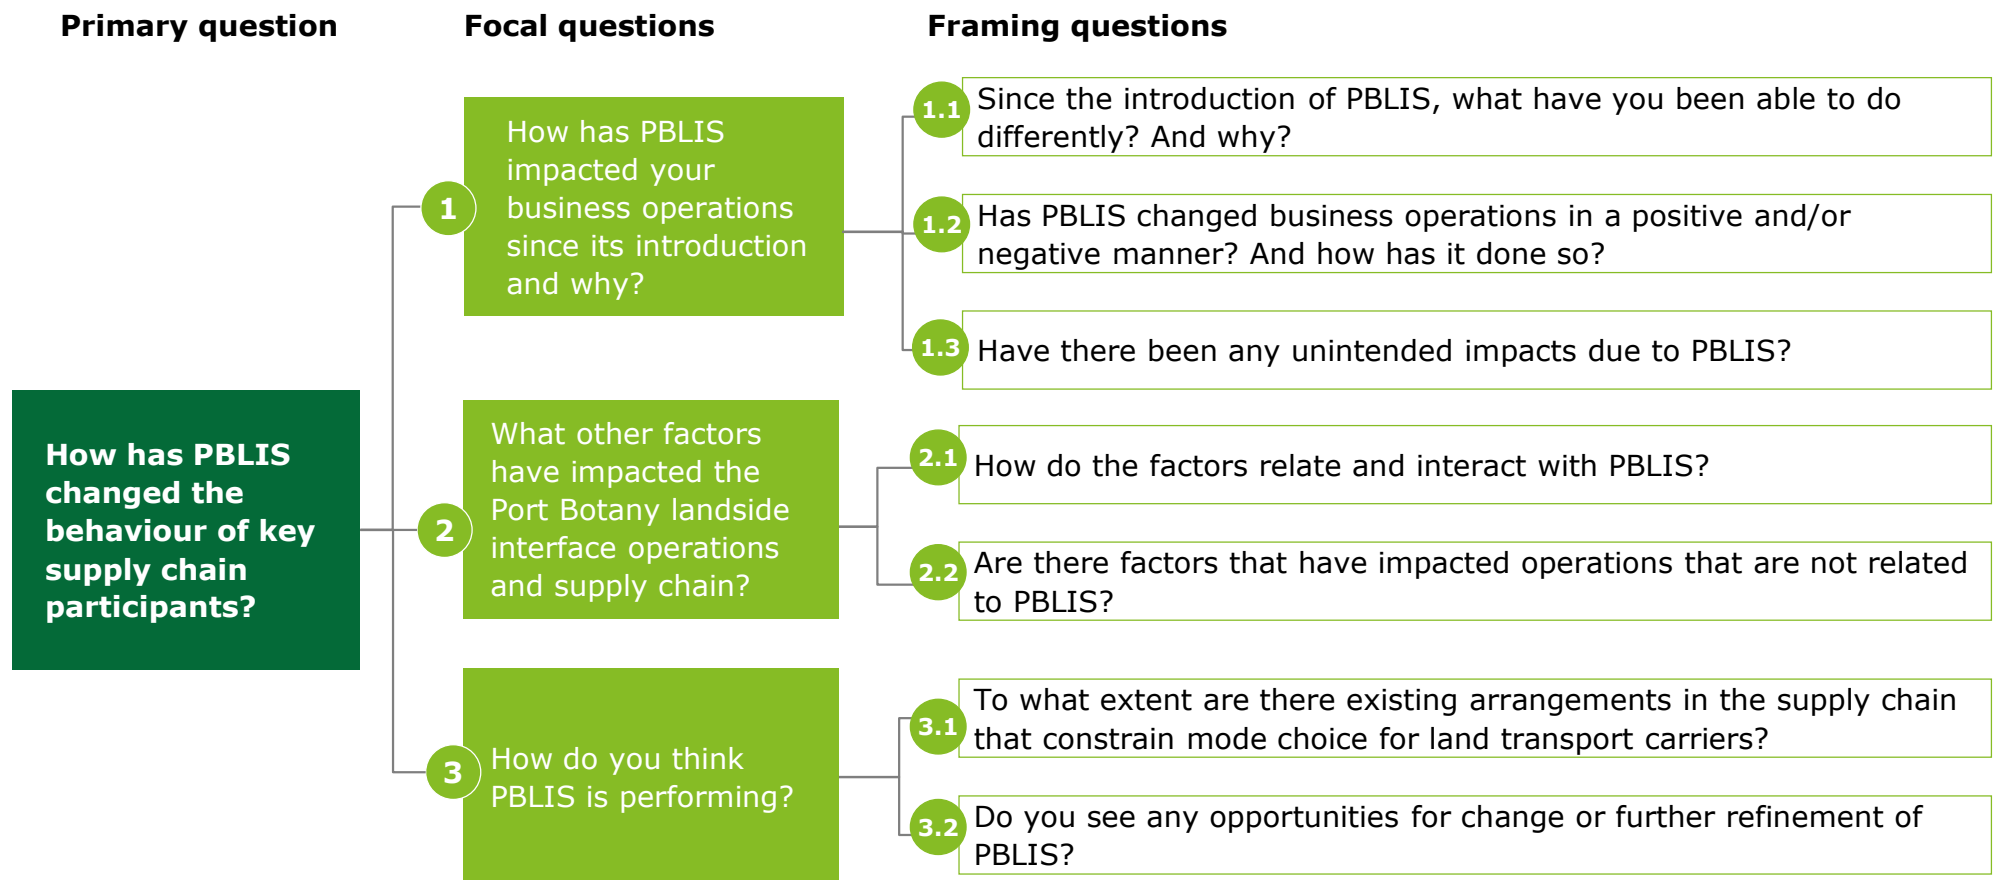 Primary question
Focal questions
Framing questions
How has PBLIS
changed the
behaviour of key
supply chain
participants?
1
How has PBLIS
impacted your
business operations
since its introduction
and why?
1.1
Since the introduction of PBLIS, what have you been able to do
differently? And why?
1.2
Has PBLIS changed business operations in a positive and/or
negative manner? And how has it done so?
1.3
Have there been any unintended impacts due to PBLIS?
2
What other factors
have impacted the
Port Botany landside
interface operations
and supply chain?
2.1
How do the factors relate and interact with PBLIS?
2.2
Are there factors that have impacted operations that are not related
to PBLIS?
3
How do you think
PBLIS is performing?
3.1
To what extent are there existing arrangements in the supply chain
that constrain mode choice for land transport carriers?
3.2
Do you see any opportunities for change or further refinement of
PBLIS?